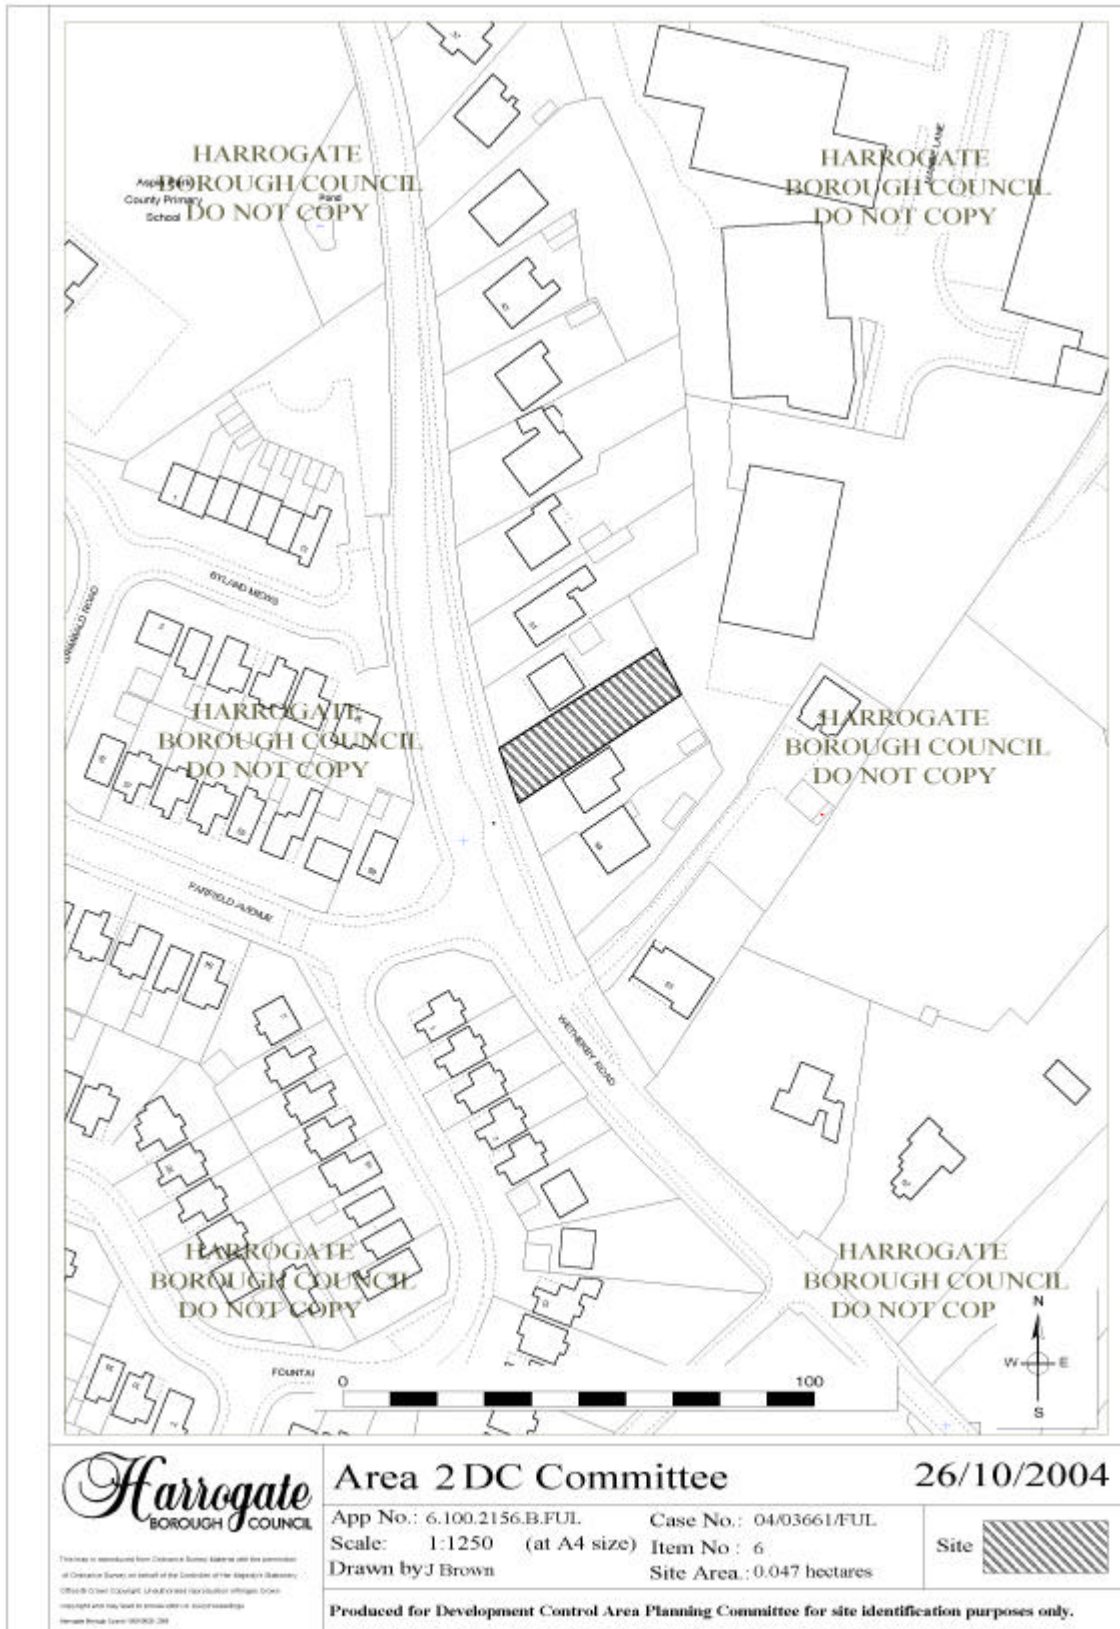 HARROGATE
BOROUGH COUNCIL
DO NOT COPY
HARROGATE
BOROUGH COUNCIL
DO NOT COPY
County Primary
School
Pond
BYLAND MEWS
HARROGATE
BOROUGH COUNCIL
DO NOT COPY
HARROGATE
BOROUGH COUNCIL
DO NOT COPY
FARFIELD AVENUE
WETHERBY ROAD
HARROGATE
BOROUGH COUNCIL
DO NOT COPY
HARROGATE
BOROUGH COUNCIL
DO NOT COP
N
W E
S
FOUNTAI
0 100
Harrogate
BOROUGH COUNCIL
Area 2 DC Committee 26/10/2004
App No.: 6.100.2156.B.FUL Case No.: 04/03661/FUL
Scale: 1:1250 (at A4 size) Item No : 6
Drawn by J Brown Site Area.: 0.047 hectares
Site
Produced for Development Control Area Planning Committee for site identification purposes only.